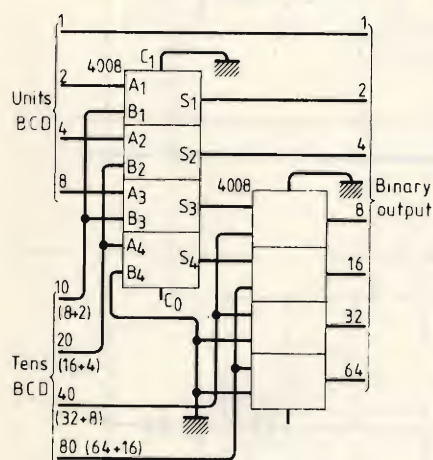 1 1
C1
2 4008 A1 S1 2
B1
Units BCD
4 A2 S2 4
B2
8 A3 S3 4008
B3 8
Binary output
A4 S4
B4 16
10 (8+2)
C0
20 (16+4) 32
Tens BCD
40 (32+8) 64
80 (64+16)